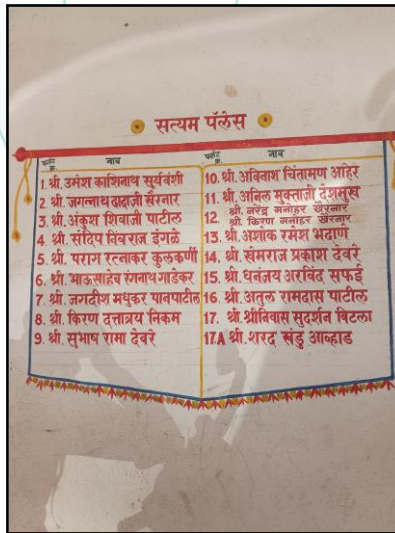 सत्यम पॅलेस
फ्लॅट क्र. नाव
1. श्री. उमेश काशिनाथ सूर्यवंशी
2. श्री. जगन्नाथ दादाजी खैरनार
3. श्री. अंकुश शिवाजी पाटील
4. श्री. संदिप निंबराज इंगळे
5. श्री. पराग रत्नाकर कुलकर्णी
6. श्री. भाऊसाहेब रंगनाथ गाडेकर
7. श्री. जगदीश मधुकर पानपाटील
8. श्री. किरण दत्तात्रय निकम
9. श्री. सुभाष रामा देवरे
फ्लॅट क्र. नाव
10. श्री. अविनाश चिंतामण आहेर
11. श्री. अनिल मुक्ताजी देशमुख
श्री. नरेंद्र मनोहर खैरनार
12 श्री. किरण मनोहर खैरनार
13. श्री. अशोक रमेश भदाणे
14. श्री. खेमराज प्रकाश देवरे
15. श्री. धनंजय अरविंद सफई
16. श्री. अतुल रामदास पाटील
17. श्री. श्रीनिवास सुदर्शन विटला
17A श्री. शरद खंडु आव्हाड